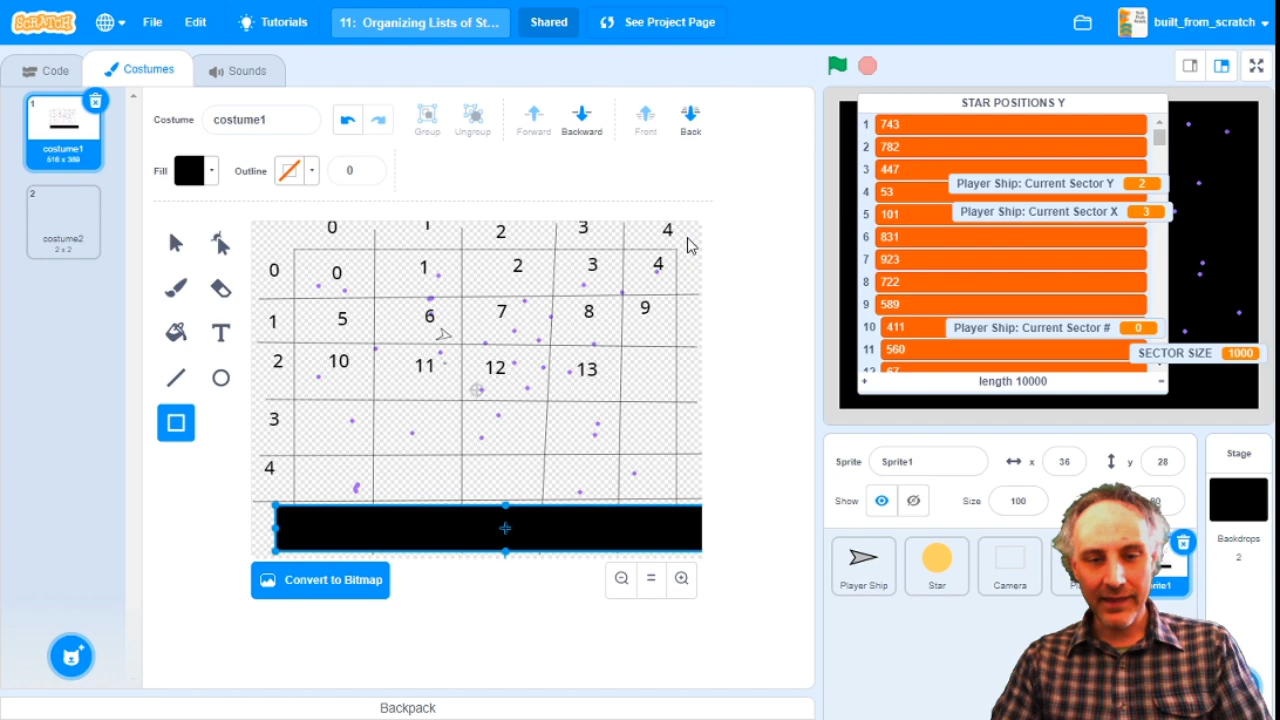 SCRATCH
File
Edit
Tutorials
11: Organizing Lists of St...
Shared
See Project Page
built_from_scratch
Code
Costumes
Sounds
1
costume1
516 x 369
2
costume2
2 x 2
Costume
costume1
Group
Ungroup
Forward
Backward
Front
Back
Fill
Outline
0
0 1 2 3 4
0 0 1 2 3 4
1 5 6 7 8 9
2 10 11 12 13
3
4
Convert to Bitmap
Backpack
STAR POSITIONS Y
1 743
2 782
3 447
4 53
5 101
6 831
7 923
8 722
9 589
10 411
11 560
12 67
length 10000
Player Ship: Current Sector Y 2
Player Ship: Current Sector X 3
Player Ship: Current Sector # 0
SECTOR SIZE 1000
Sprite
Sprite1
x
36
y
28
Show
Size
100
Player Ship
Star
Camera
Stage
Backdrops
2